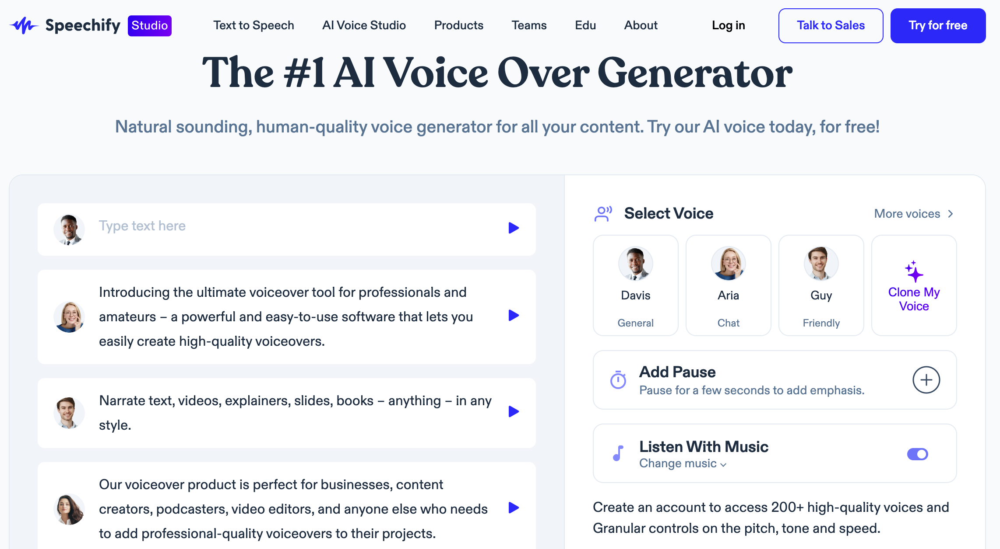 Speechify Studio
Text to Speech
AI Voice Studio
Products
Teams
Edu
About
Log in
Talk to Sales
Try for free
The #1 AI Voice Over Generator
Natural sounding, human-quality voice generator for all your content. Try our AI voice today, for free!
Type text here
Introducing the ultimate voiceover tool for professionals and
amateurs – a powerful and easy-to-use software that lets you
easily create high-quality voiceovers.
Narrate text, videos, explainers, slides, books – anything – in any
style.
Our voiceover product is perfect for businesses, content
creators, podcasters, video editors, and anyone else who needs
to add professional-quality voiceovers to their projects.
Select Voice
More voices
Davis
General
Aria
Chat
Guy
Friendly
Clone My
Voice
Add Pause
Pause for a few seconds to add emphasis.
Listen With Music
Change music
Create an account to access 200+ high-quality voices and
Granular controls on the pitch, tone and speed.